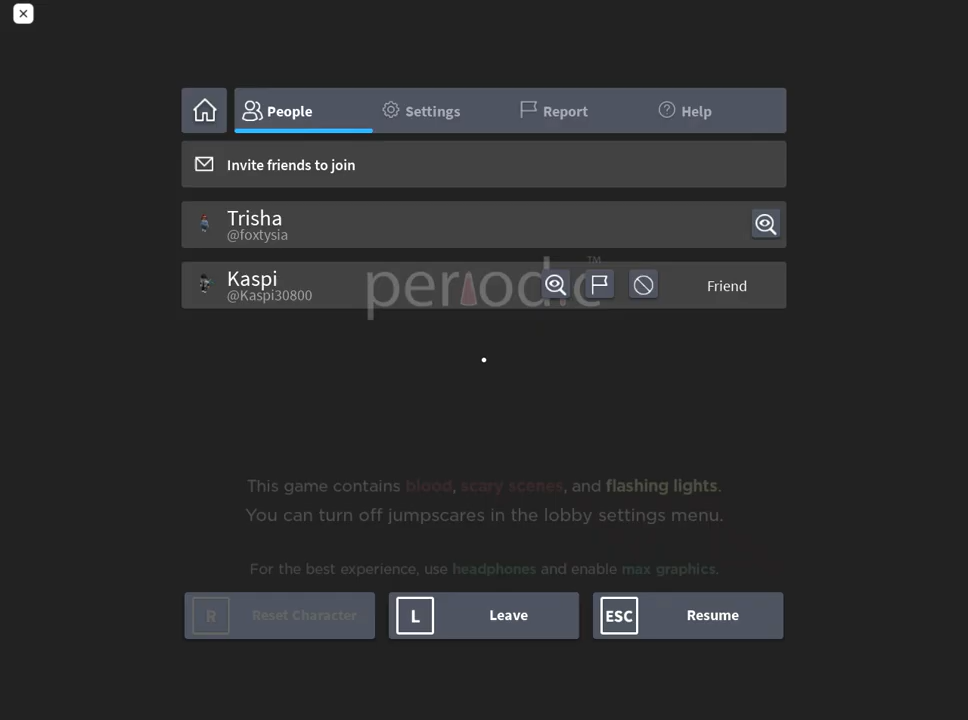 People
Settings
Report
Help
Invite friends to join
Trisha
@foxtysia
Kaspi
@Kaspi30800
Friend
periodic™
This game contains blood, scary scenes, and flashing lights.
You can turn off jumpscares in the lobby settings menu.
For the best experience, use headphones and enable max graphics.
R Reset Character
L Leave
ESC Resume